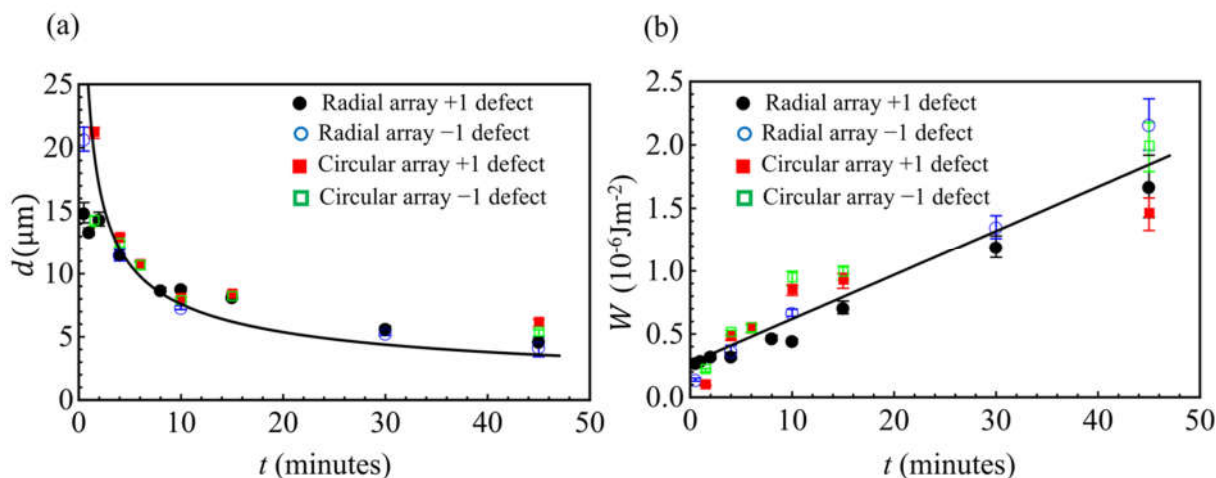 (a)
25
20
15
10
5
0
d(μm)
0 10 20 30 40 50
t (minutes)
Radial array +1 defect
Radial array −1 defect
Circular array +1 defect
Circular array −1 defect
(b)
2.5
2.0
1.5
1.0
0.5
0.0
W (10⁻⁶Jm⁻²)
0 10 20 30 40 50
t (minutes)
Radial array +1 defect
Radial array −1 defect
Circular array +1 defect
Circular array −1 defect